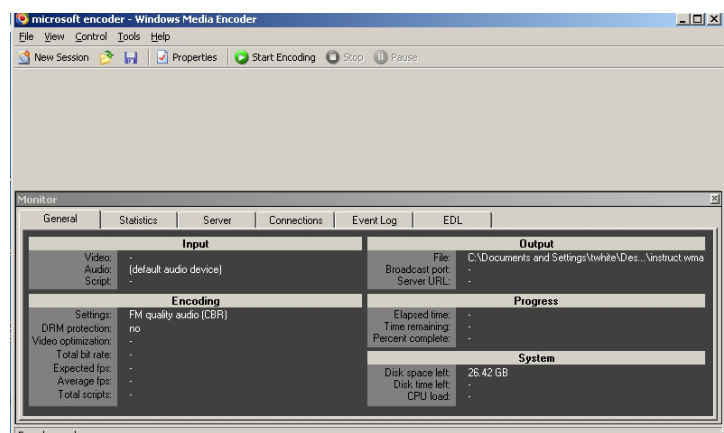 microsoft encoder - Windows Media Encoder
File View Control Tools Help
New Session Properties Start Encoding Stop Pause
Monitor
General Statistics Server Connections Event Log EDL
Input
Video: -
Audio: (default audio device)
Script: -
Encoding
Settings: FM quality audio (CBR)
DRM protection: no
Video optimization: -
Total bit rate: -
Expected fps: -
Average fps: -
Total scripts: -
Output
File: C:\Documents and Settings\twhite\Des...\instruct.wma
Broadcast port: -
Server URL: -
Progress
Elapsed time: -
Time remaining: -
Percent complete: -
System
Disk space left: 26.42 GB
Disk time left: -
CPU load: -